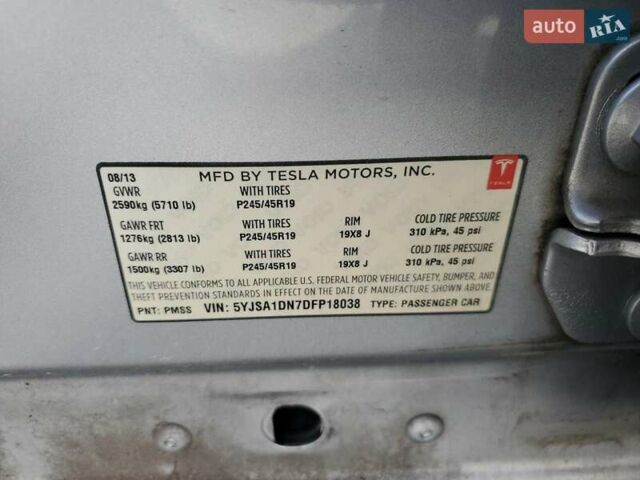 auto RIA .com
08/13 MFD BY TESLA MOTORS, INC. TESLA
GVWR WITH TIRES
2590kg (5710 lb) P245/45R19
GAWR FRT WITH TIRES RIM COLD TIRE PRESSURE
1276kg (2813 lb) P245/45R19 19X8 J 310 kPa, 45 psi
GAWR RR WITH TIRES RIM COLD TIRE PRESSURE
1500kg (3307 lb) P245/45R19 19X8 J 310 kPa, 45 psi
THIS VEHICLE CONFORMS TO ALL APPLICABLE U.S. FEDERAL MOTOR VEHICLE SAFETY, BUMPER, AND
THEFT PREVENTION STANDARDS IN EFFECT ON THE DATE OF MANUFACTURE SHOWN ABOVE.
PNT: PMSS VIN: 5YJSA1DN7DFP18038 TYPE: PASSENGER CAR